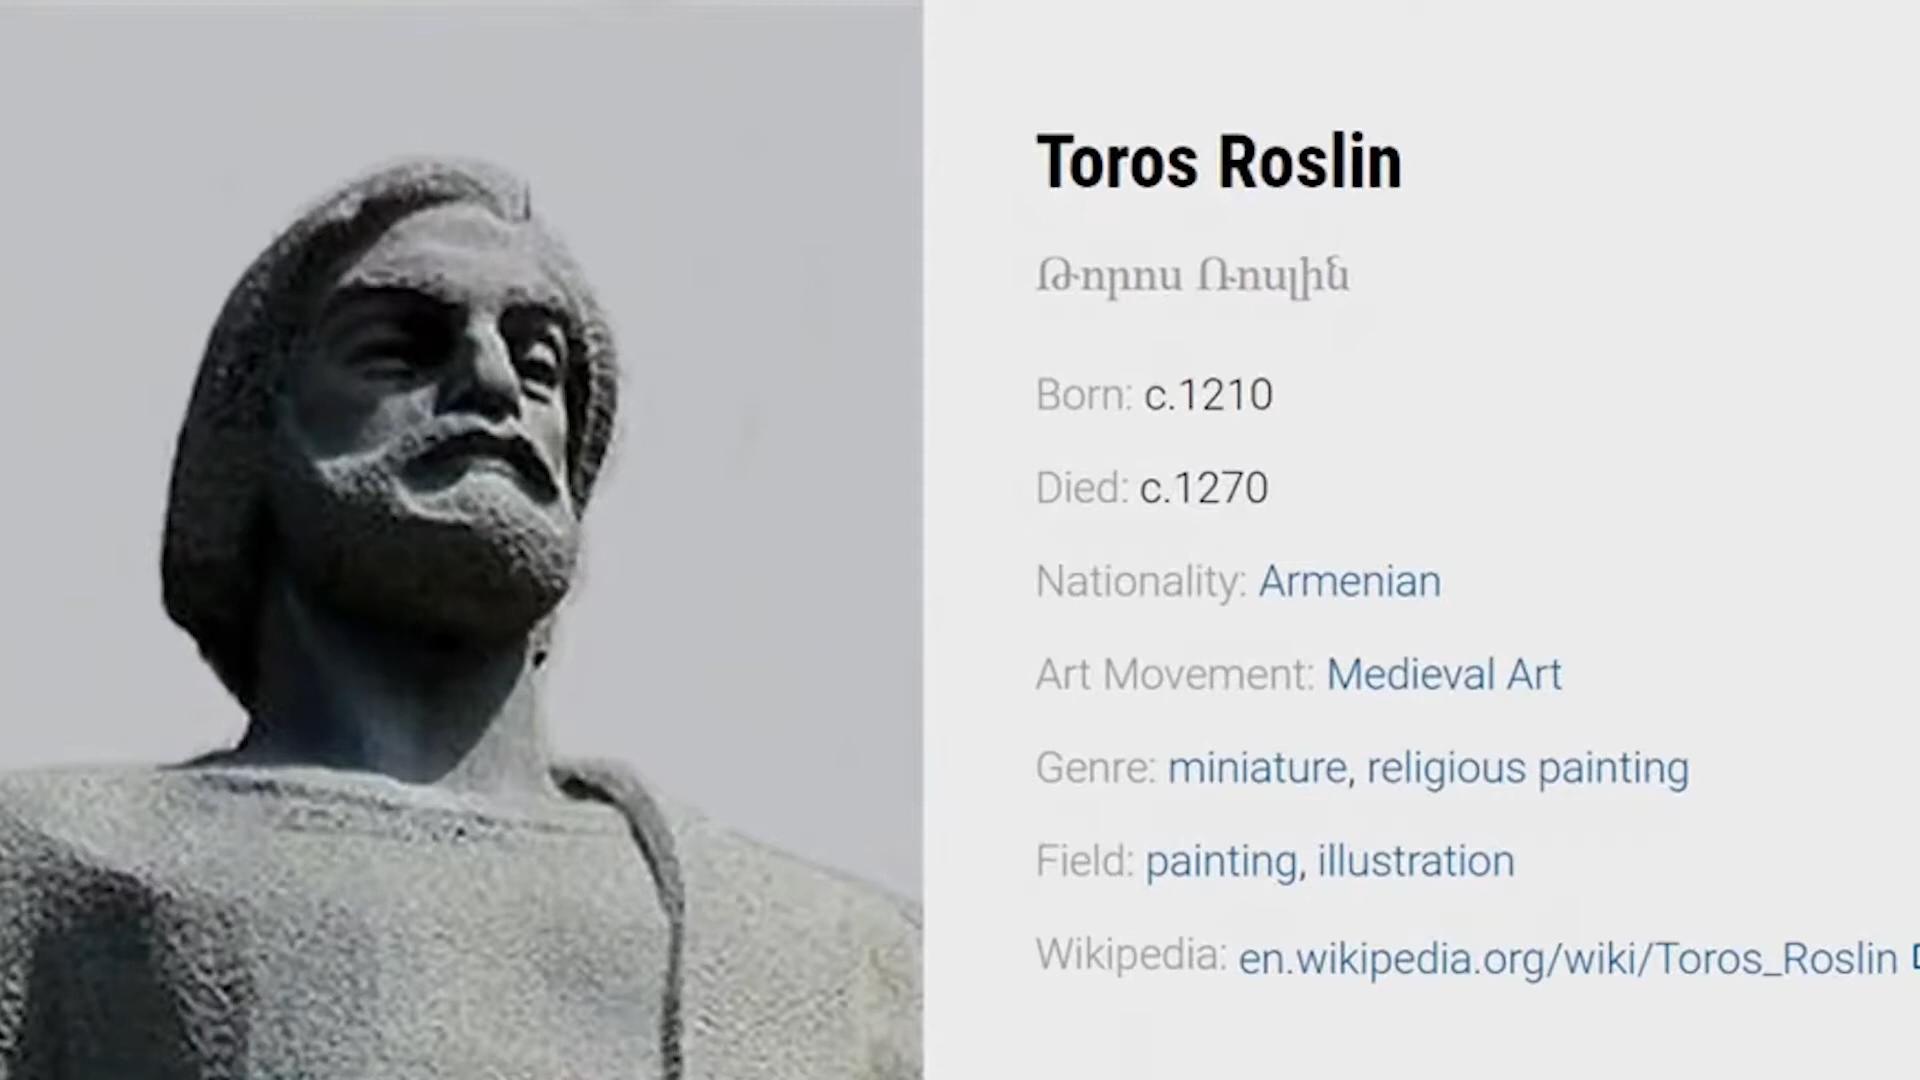 Toros Roslin
Թորոս Ռոսլին
Born: c.1210
Died: c.1270
Nationality: Armenian
Art Movement: Medieval Art
Genre: miniature, religious painting
Field: painting, illustration
Wikipedia: en.wikipedia.org/wiki/Toros_Roslin